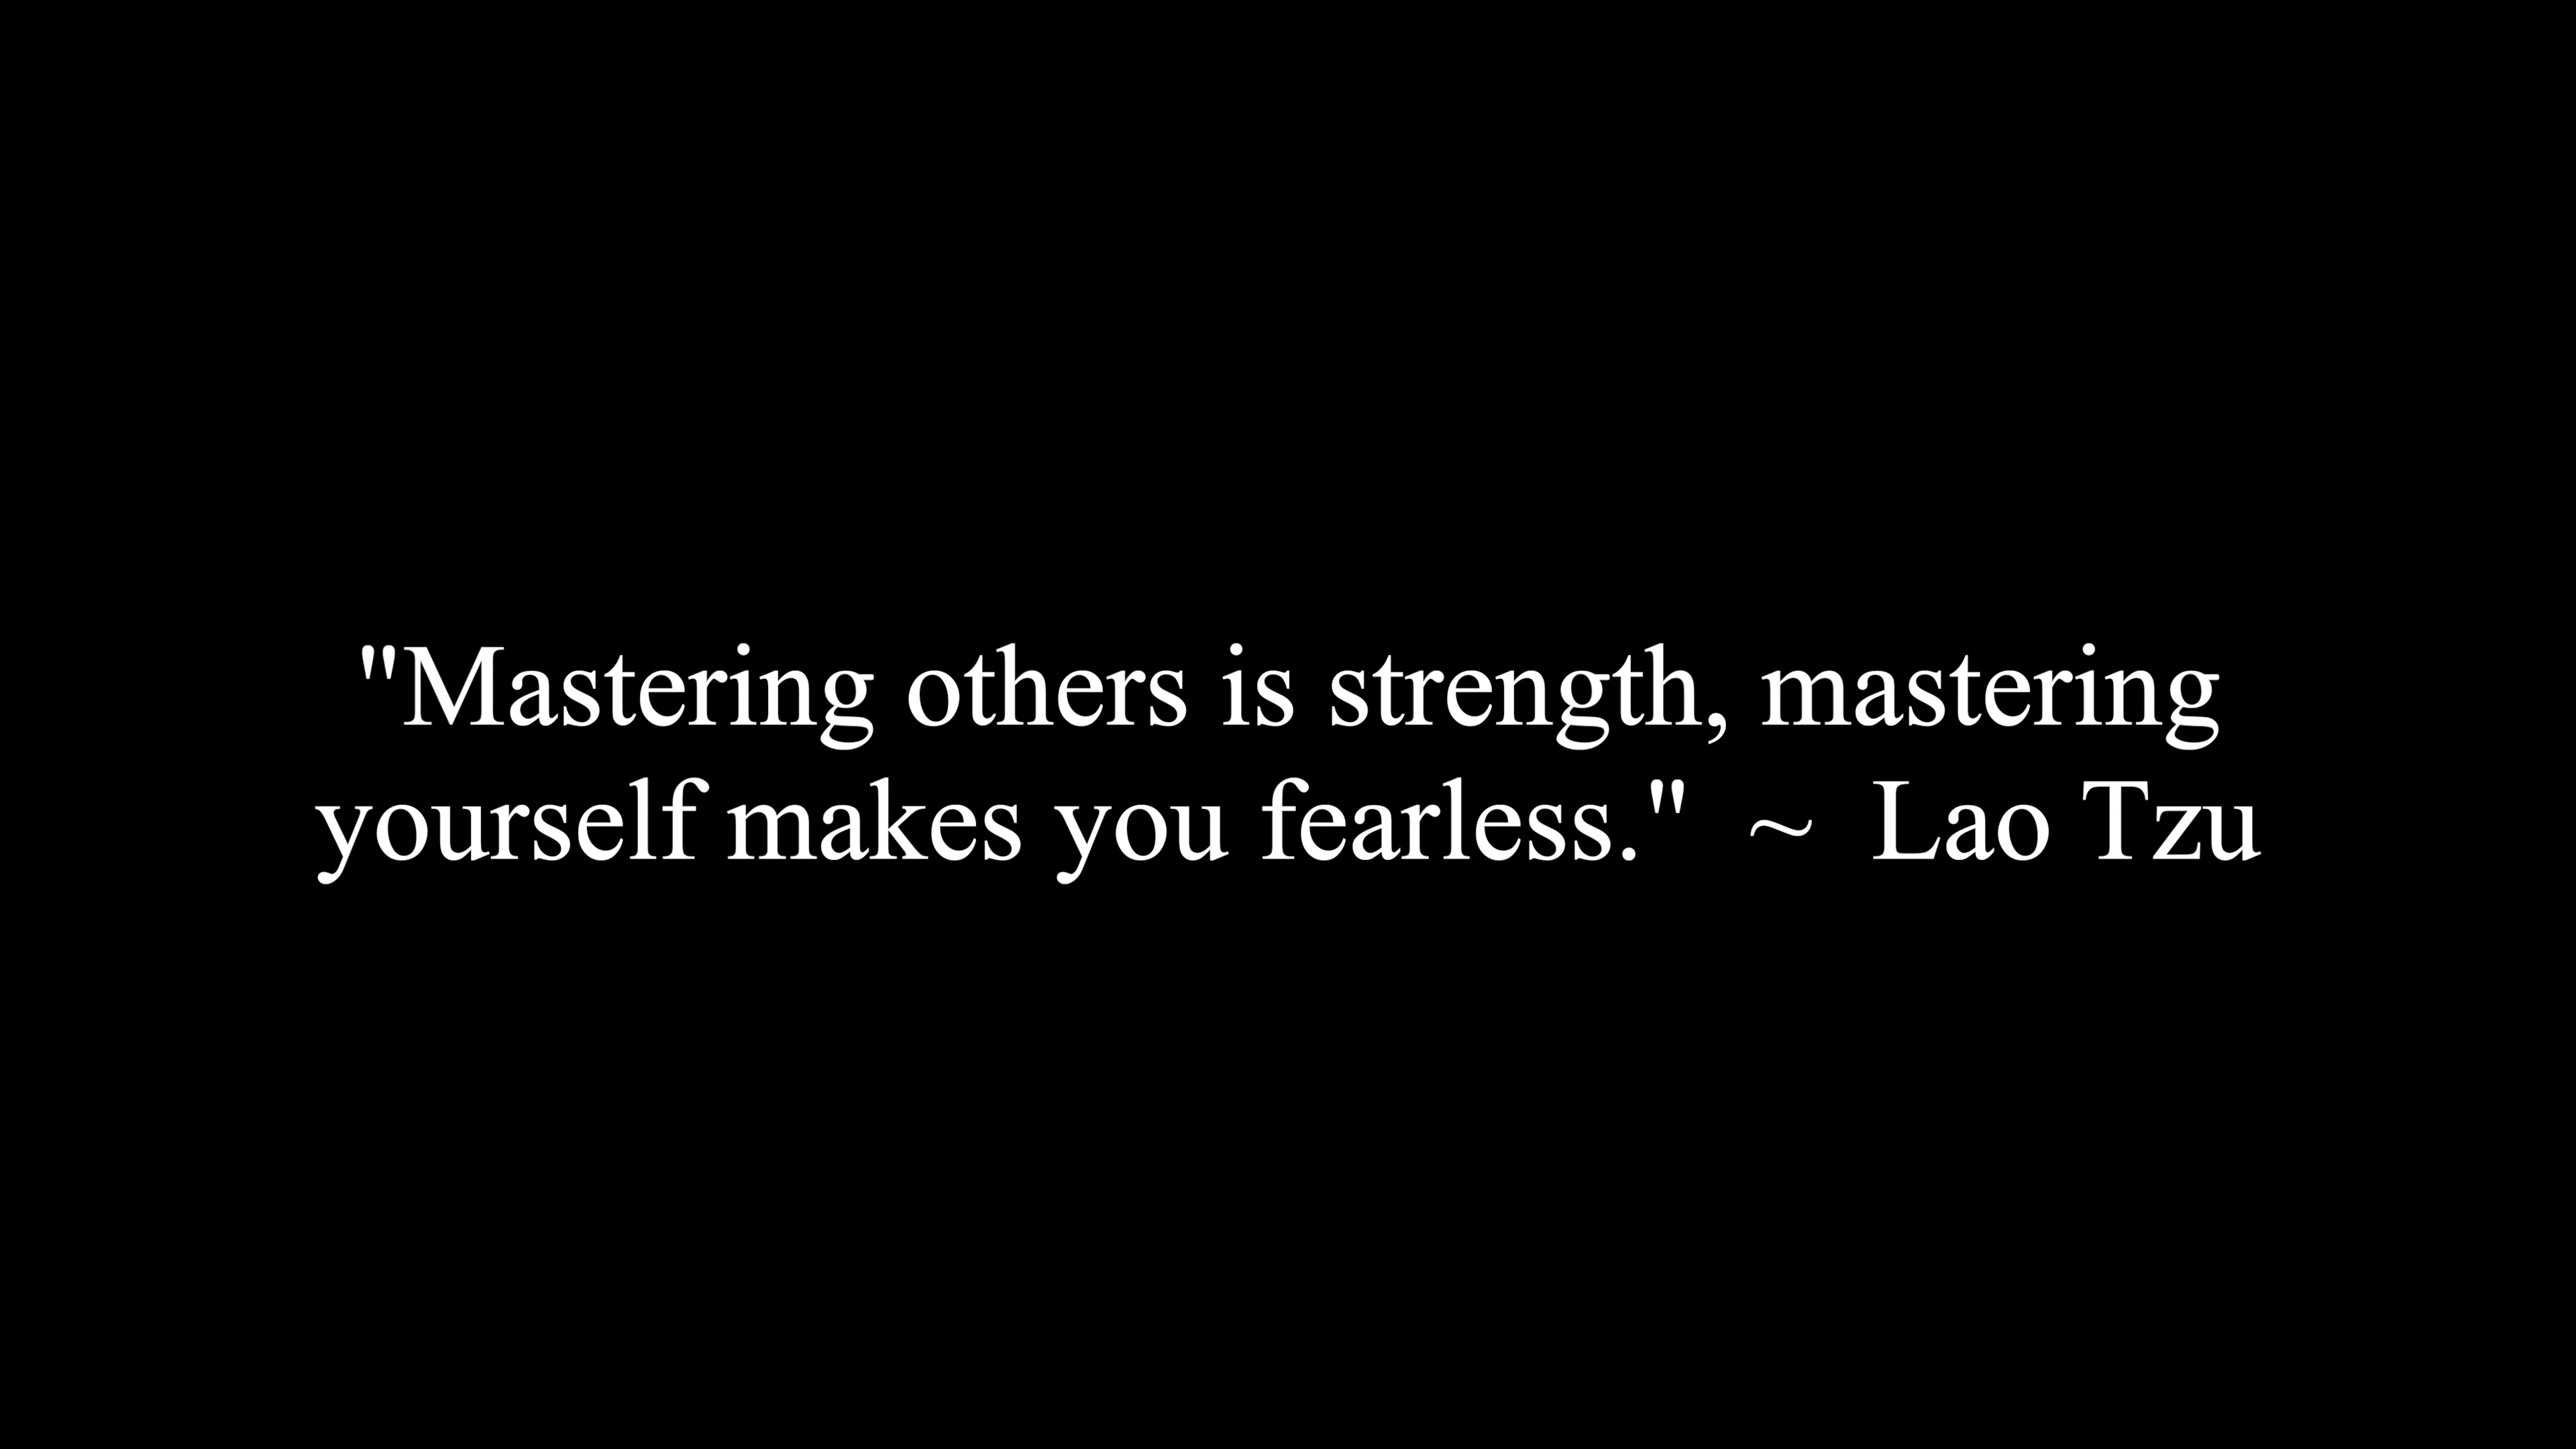 "Mastering others is strength, mastering
yourself makes you fearless."  ~  Lao Tzu